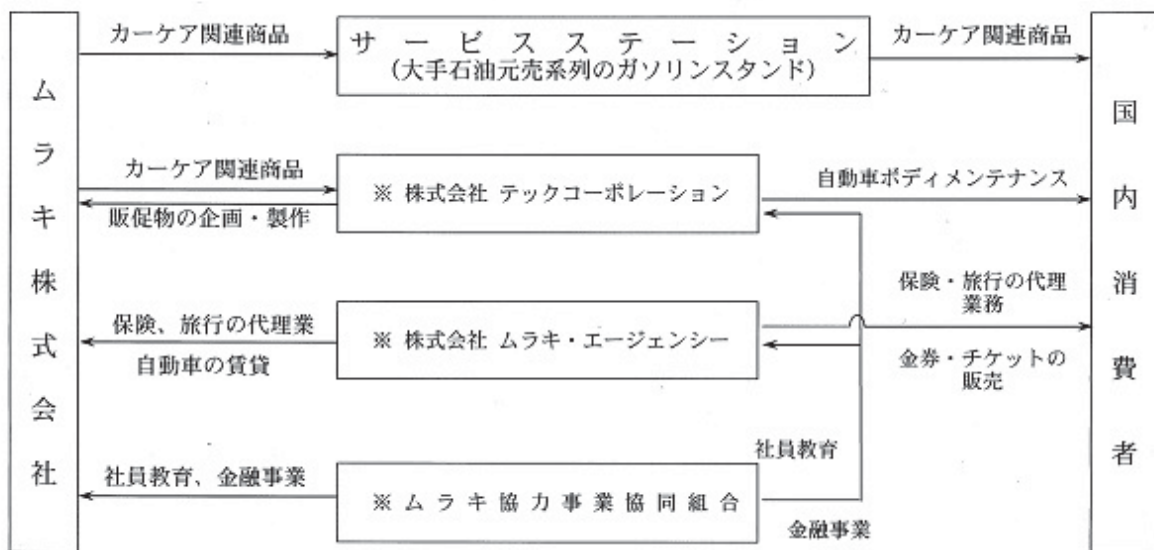 ムラキ株式会社
カーケア関連商品
サービスステーション
(大手石油元売系列のガソリンスタンド)
カーケア関連商品
国内消費者
カーケア関連商品
販促物の企画・製作
※ 株式会社 テックコーポレーション
自動車ボディメンテナンス
保険、旅行の代理業
自動車の賃貸
※ 株式会社 ムラキ・エージェンシー
保険・旅行の代理
業務
金券・チケットの
販売
社員教育、金融事業
※ ムラキ協力事業協同組合
社員教育
金融事業